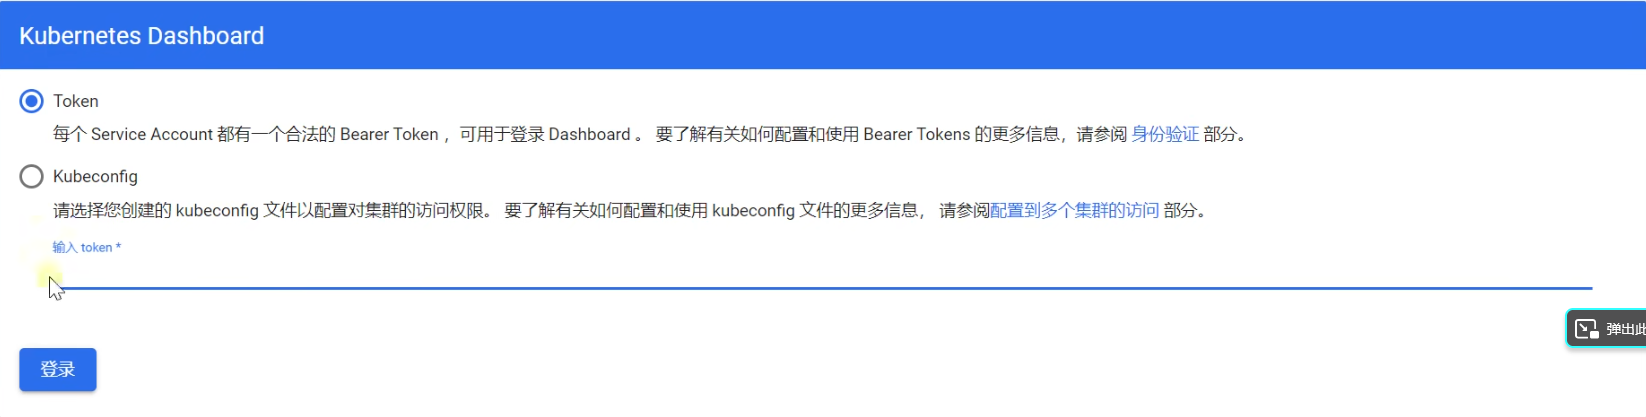 Kubernetes Dashboard
Token
每个 Service Account 都有一个合法的 Bearer Token ，可用于登录 Dashboard 。 要了解有关如何配置和使用 Bearer Tokens 的更多信息，请参阅 身份验证 部分。
Kubeconfig
请选择您创建的 kubeconfig 文件以配置对集群的访问权限。 要了解有关如何配置和使用 kubeconfig 文件的更多信息， 请参阅配置到多个集群的访问 部分。
输入 token *
弹出此
登录